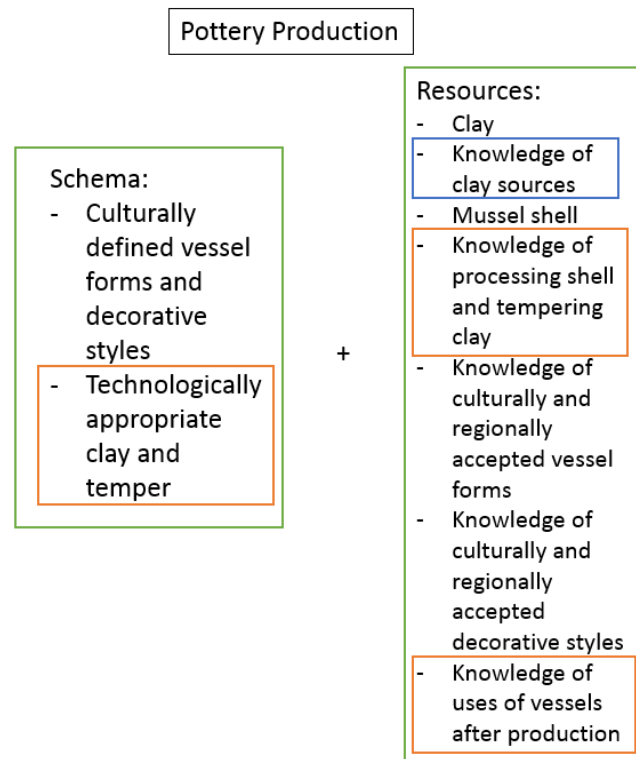 Pottery Production
Schema:
- Culturally
defined vessel
forms and
decorative
styles
- Technologically
appropriate
clay and
temper
+
Resources:
- Clay
- Knowledge of
clay sources
- Mussel shell
- Knowledge of
processing shell
and tempering
clay
- Knowledge of
culturally and
regionally
accepted vessel
forms
- Knowledge of
culturally and
regionally
accepted
decorative styles
- Knowledge of
uses of vessels
after production